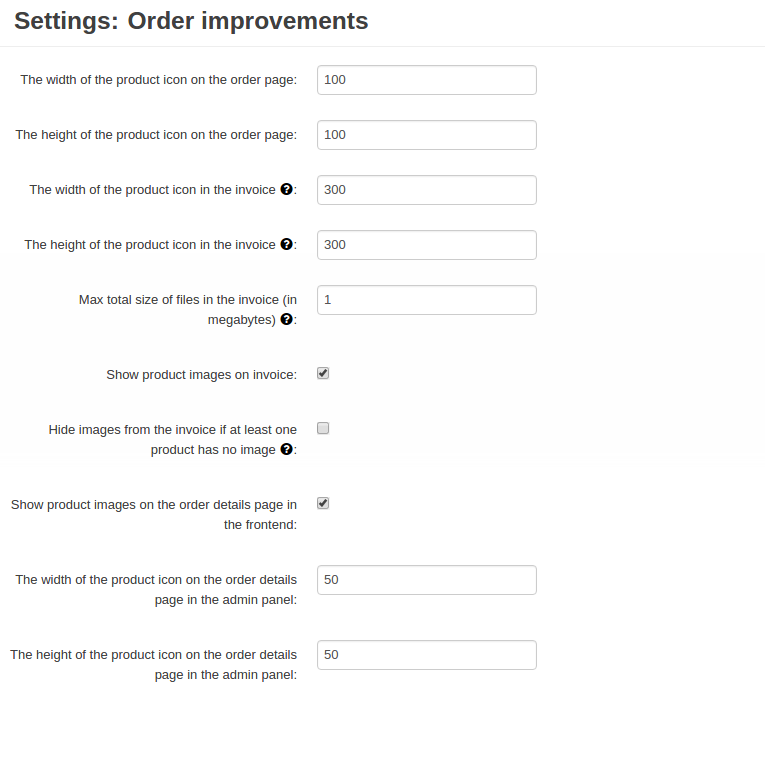 Settings: Order improvements
The width of the product icon on the order page: 100
The height of the product icon on the order page: 100
The width of the product icon in the invoice ?: 300
The height of the product icon in the invoice ?: 300
Max total size of files in the invoice (in 1
megabytes) ?:
Show product images on invoice:
Hide images from the invoice if at least one
product has no image ?:
Show product images on the order details page in
the frontend:
The width of the product icon on the order details 50
page in the admin panel:
The height of the product icon on the order details 50
page in the admin panel: